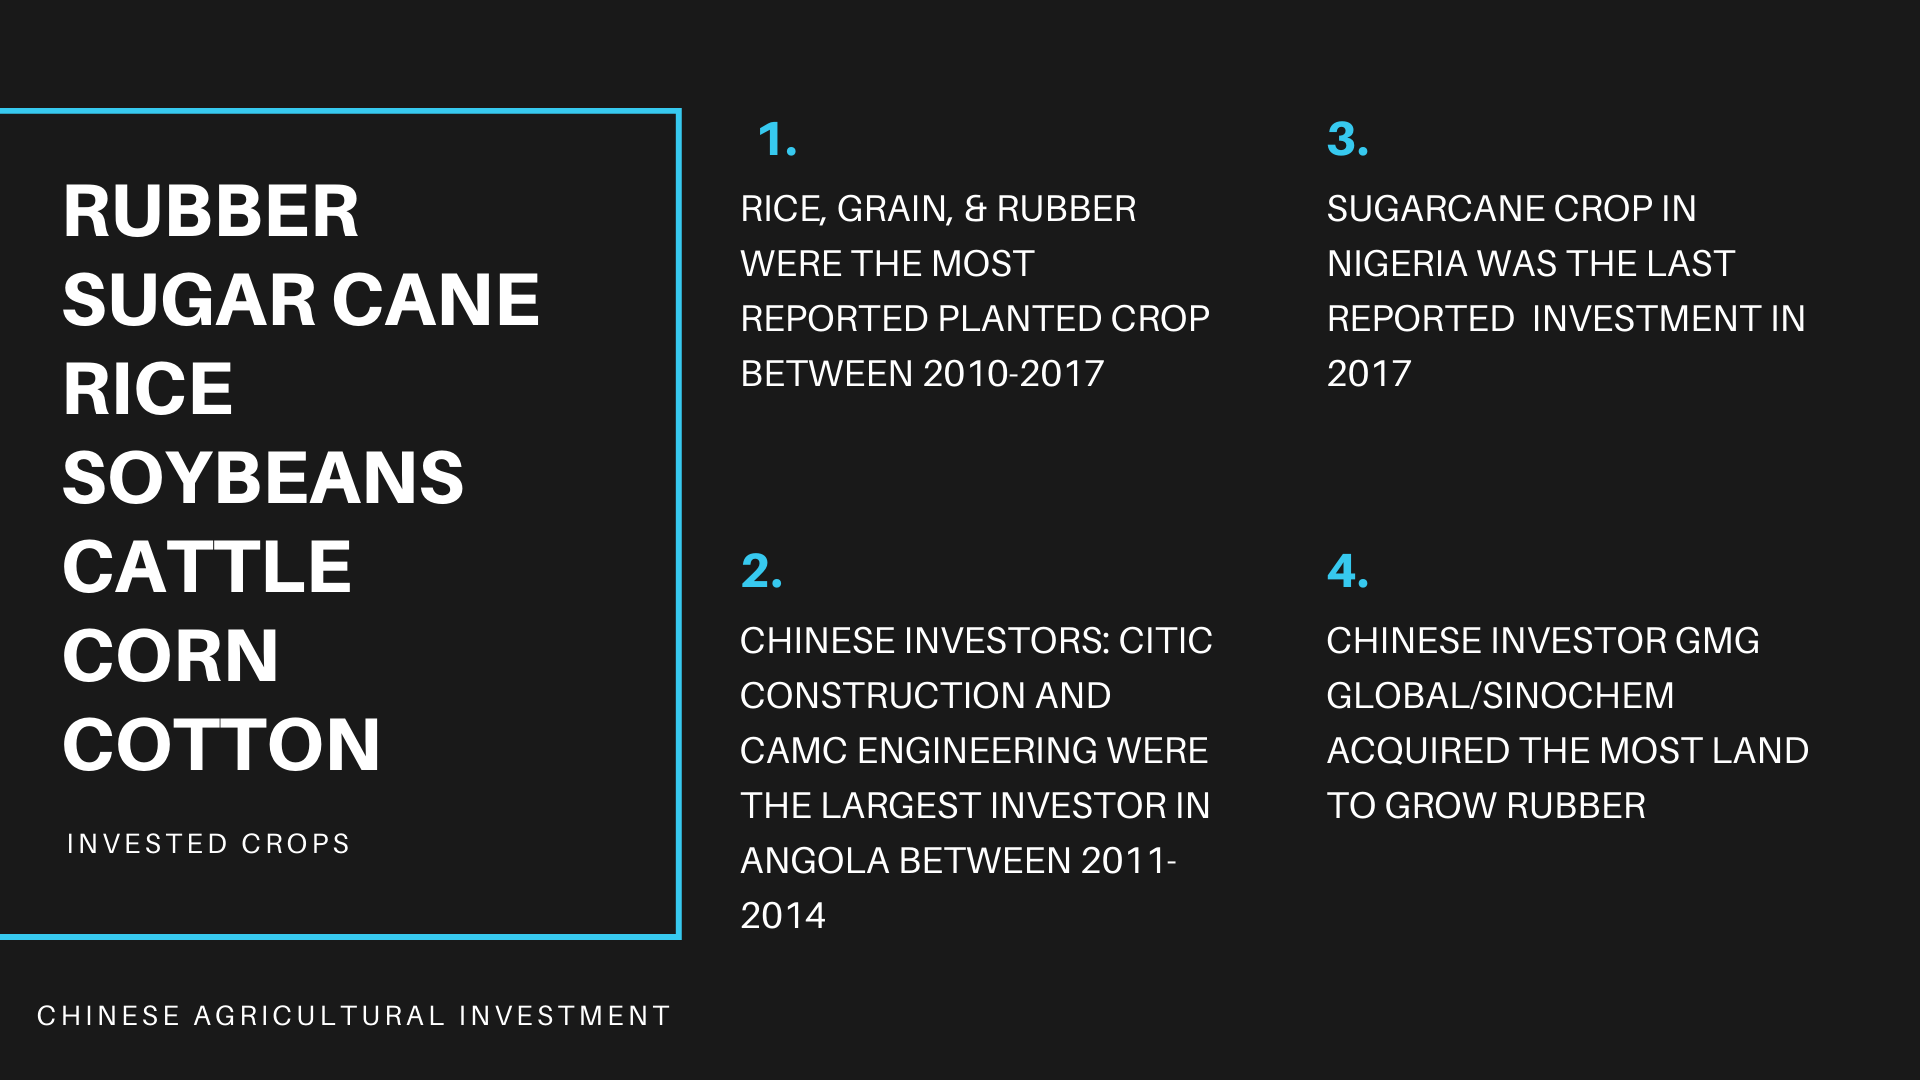 RUBBER
SUGAR CANE
RICE
SOYBEANS
CATTLE
CORN
COTTON
INVESTED CROPS
CHINESE AGRICULTURAL INVESTMENT
1.
RICE, GRAIN, & RUBBER
WERE THE MOST
REPORTED PLANTED CROP
BETWEEN 2010-2017
2.
CHINESE INVESTORS: CITIC
CONSTRUCTION AND
CAMC ENGINEERING WERE
THE LARGEST INVESTOR IN
ANGOLA BETWEEN 2011-
2014
3.
SUGARCANE CROP IN
NIGERIA WAS THE LAST
REPORTED  INVESTMENT IN
2017
4.
CHINESE INVESTOR GMG
GLOBAL/SINOCHEM
ACQUIRED THE MOST LAND
TO GROW RUBBER